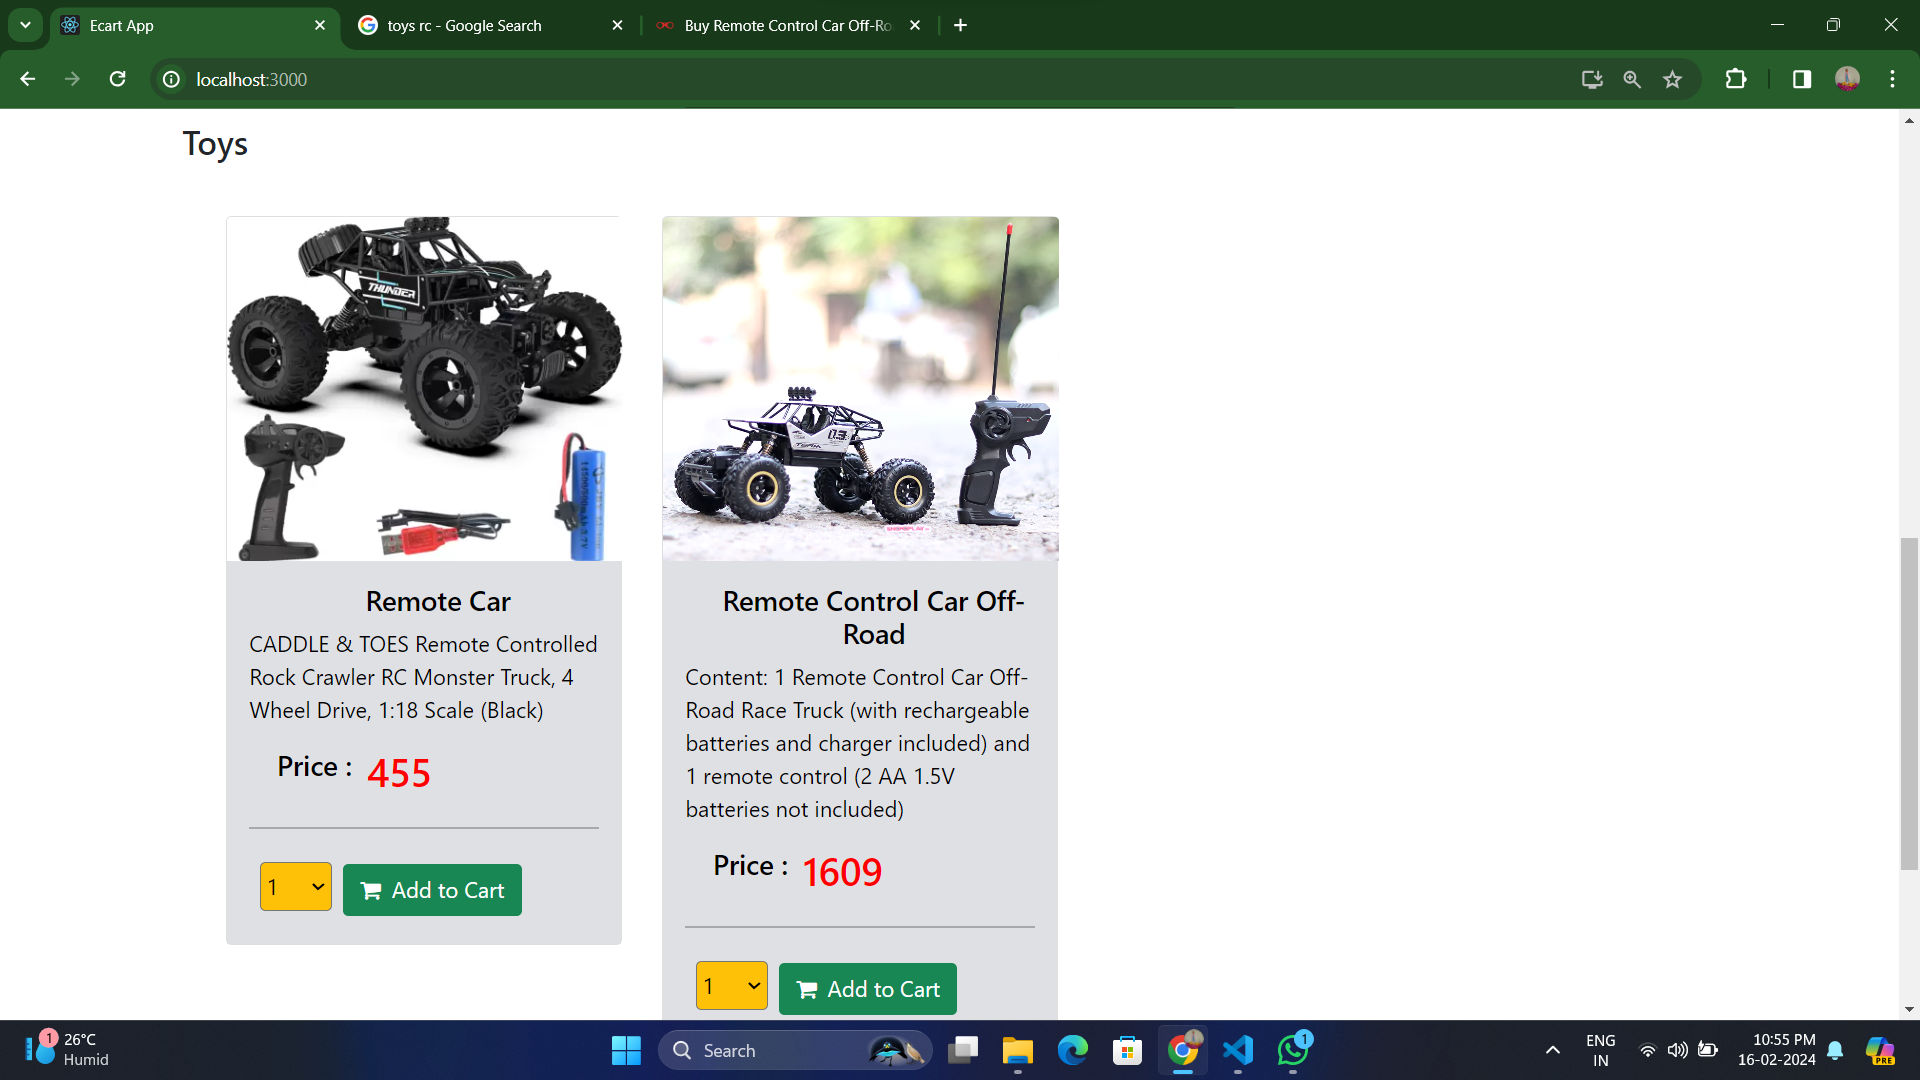 Ecart App
toys rc - Google Search
Buy Remote Control Car Off-Ro
localhost:3000
Toys
THUNDER
Remote Car
CADDLE & TOES Remote Controlled
Rock Crawler RC Monster Truck, 4
Wheel Drive, 1:18 Scale (Black)
Price : 455
1
Add to Cart
Remote Control Car Off-
Road
Content: 1 Remote Control Car Off-
Road Race Truck (with rechargeable
batteries and charger included) and
1 remote control (2 AA 1.5V
batteries not included)
Price : 1609
1
Add to Cart
1
26°C
Humid
Search
PRE
1
ENG
IN
10:55 PM
16-02-2024